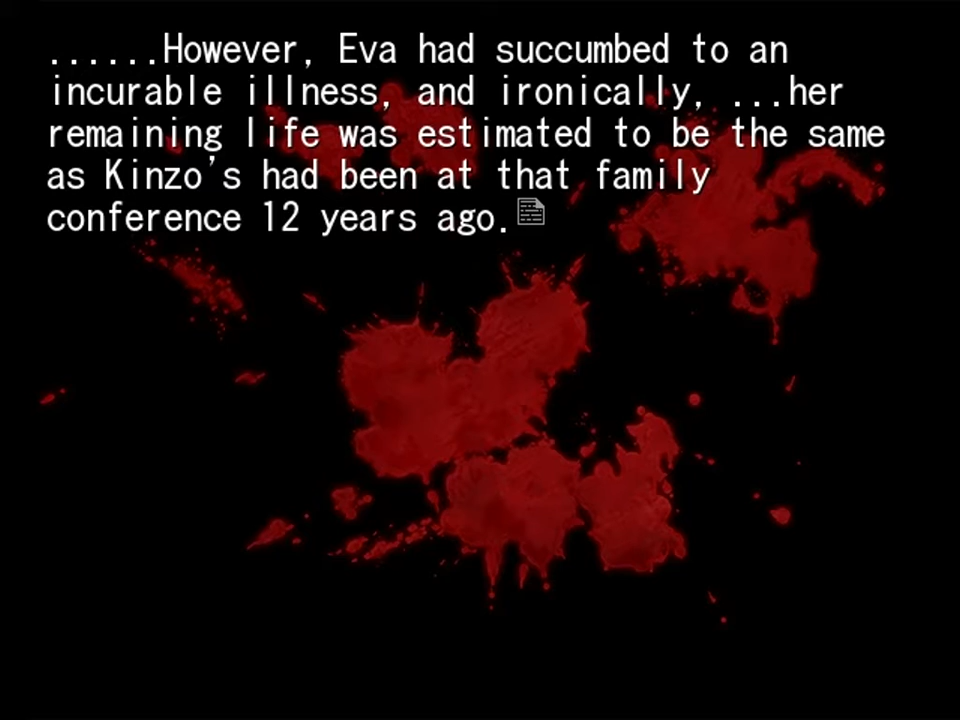 ......However, Eva had succumbed to an
incurable illness, and ironically, ...her
remaining life was estimated to be the same
as Kinzo's had been at that family
conference 12 years ago.